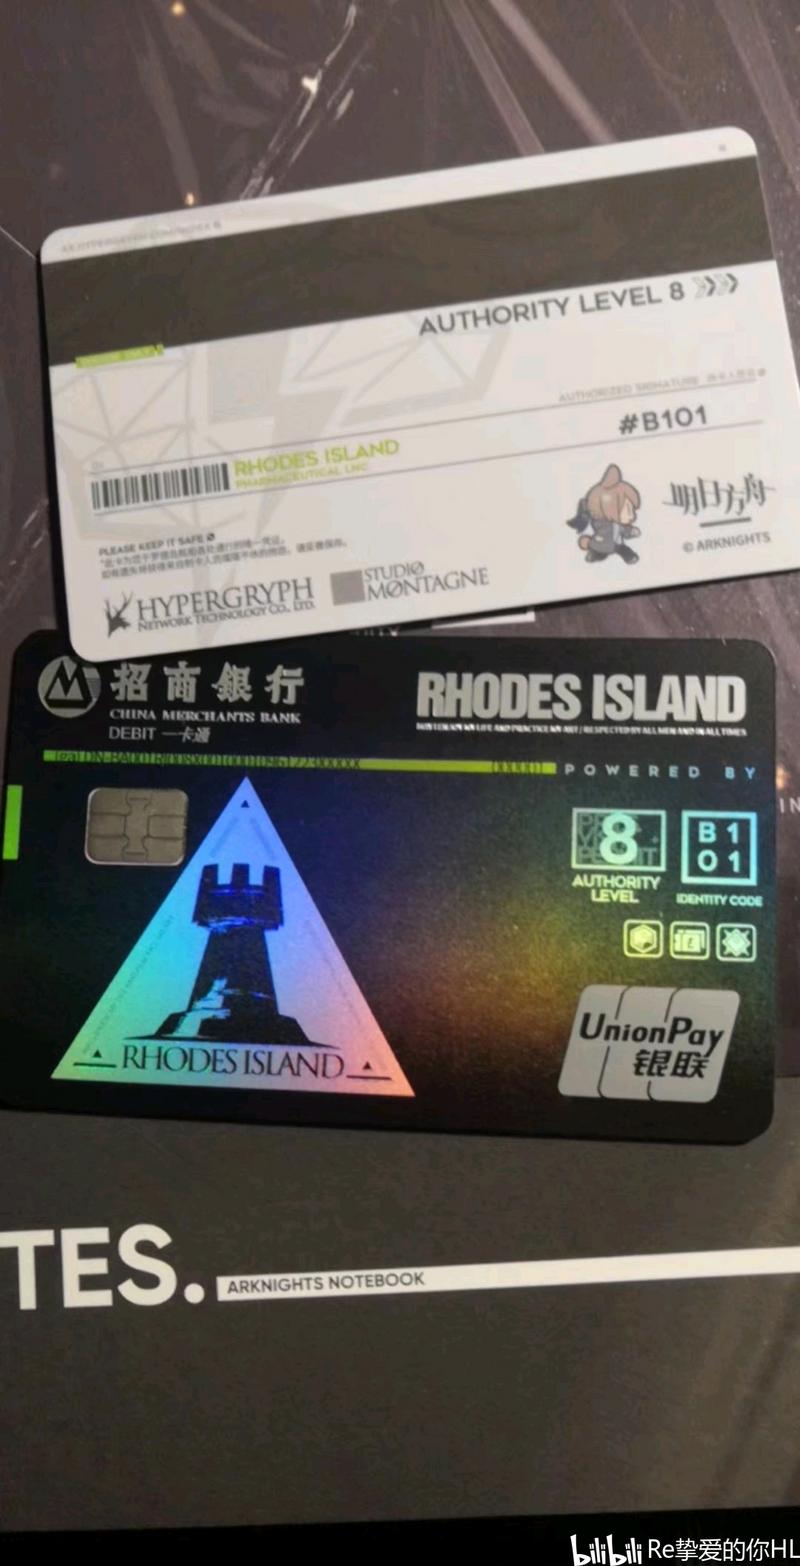 AUTHORITY LEVEL 8
AUTHORIZED SIGNATURE
#B101
RHODES ISLAND
PHARMACEUTICAL LNC
PLEASE KEEP IT SAFE
明日方舟
© ARKNIGHTS
HYPERGRYPH
NETWORK TECHNOLOGY CO., LTD.
STUDIO
MØNTAGNE
招商銀行
CHINA MERCHANTS BANK
DEBIT 一卡通
RHODES ISLAND
POWERED BY
8
AUTHORITY
LEVEL
B1
01
IDENTITY CODE
RHODES ISLAND
UnionPay
银联
TES.
ARKNIGHTS NOTEBOOK
bilibili Re挚爱的你HL